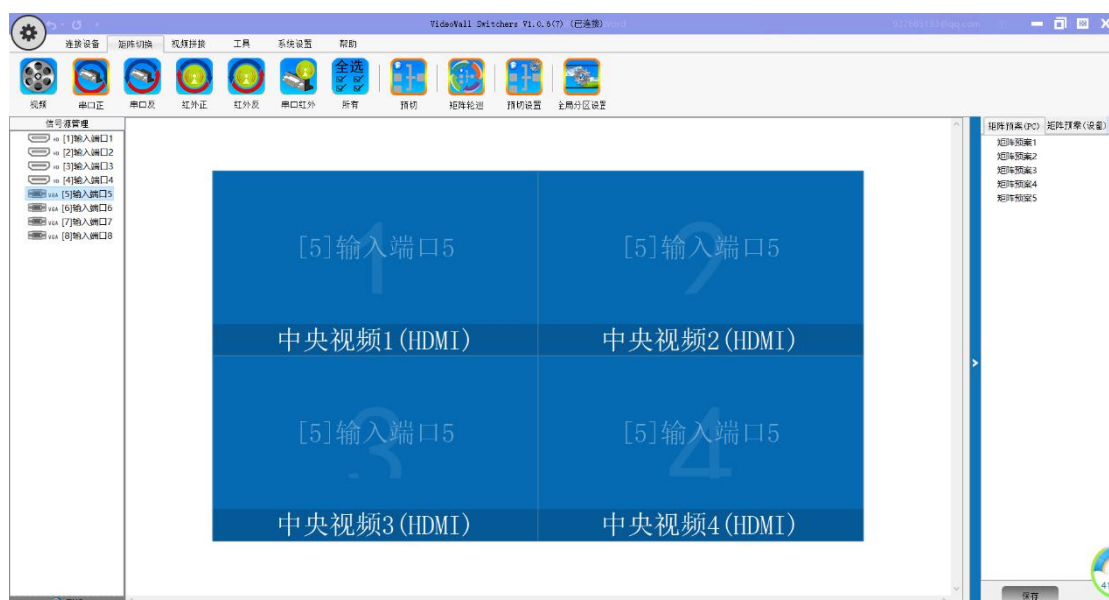 VideoWall Switchers V1.0.6(7) (已连接)
连接设备 矩阵切换 视频拼接 工具 系统设置 帮助
全选
视频 串口正 串口反 红外正 红外反 串口红外 所有 预切 矩阵轮巡 预切设置 全局分区设置
信号源管理
HD [1]输入端口1
HD [2]输入端口2
HD [3]输入端口3
HD [4]输入端口4
VGA [5]输入端口5
VGA [6]输入端口6
VGA [7]输入端口7
VGA [8]输入端口8
1
[5]输入端口5
中央视频1(HDMI)
2
[5]输入端口5
中央视频2(HDMI)
3
[5]输入端口5
中央视频3(HDMI)
4
[5]输入端口5
中央视频4(HDMI)
矩阵预案(PC) 矩阵预案(设备)
矩阵预案1
矩阵预案2
矩阵预案3
矩阵预案4
矩阵预案5
保存